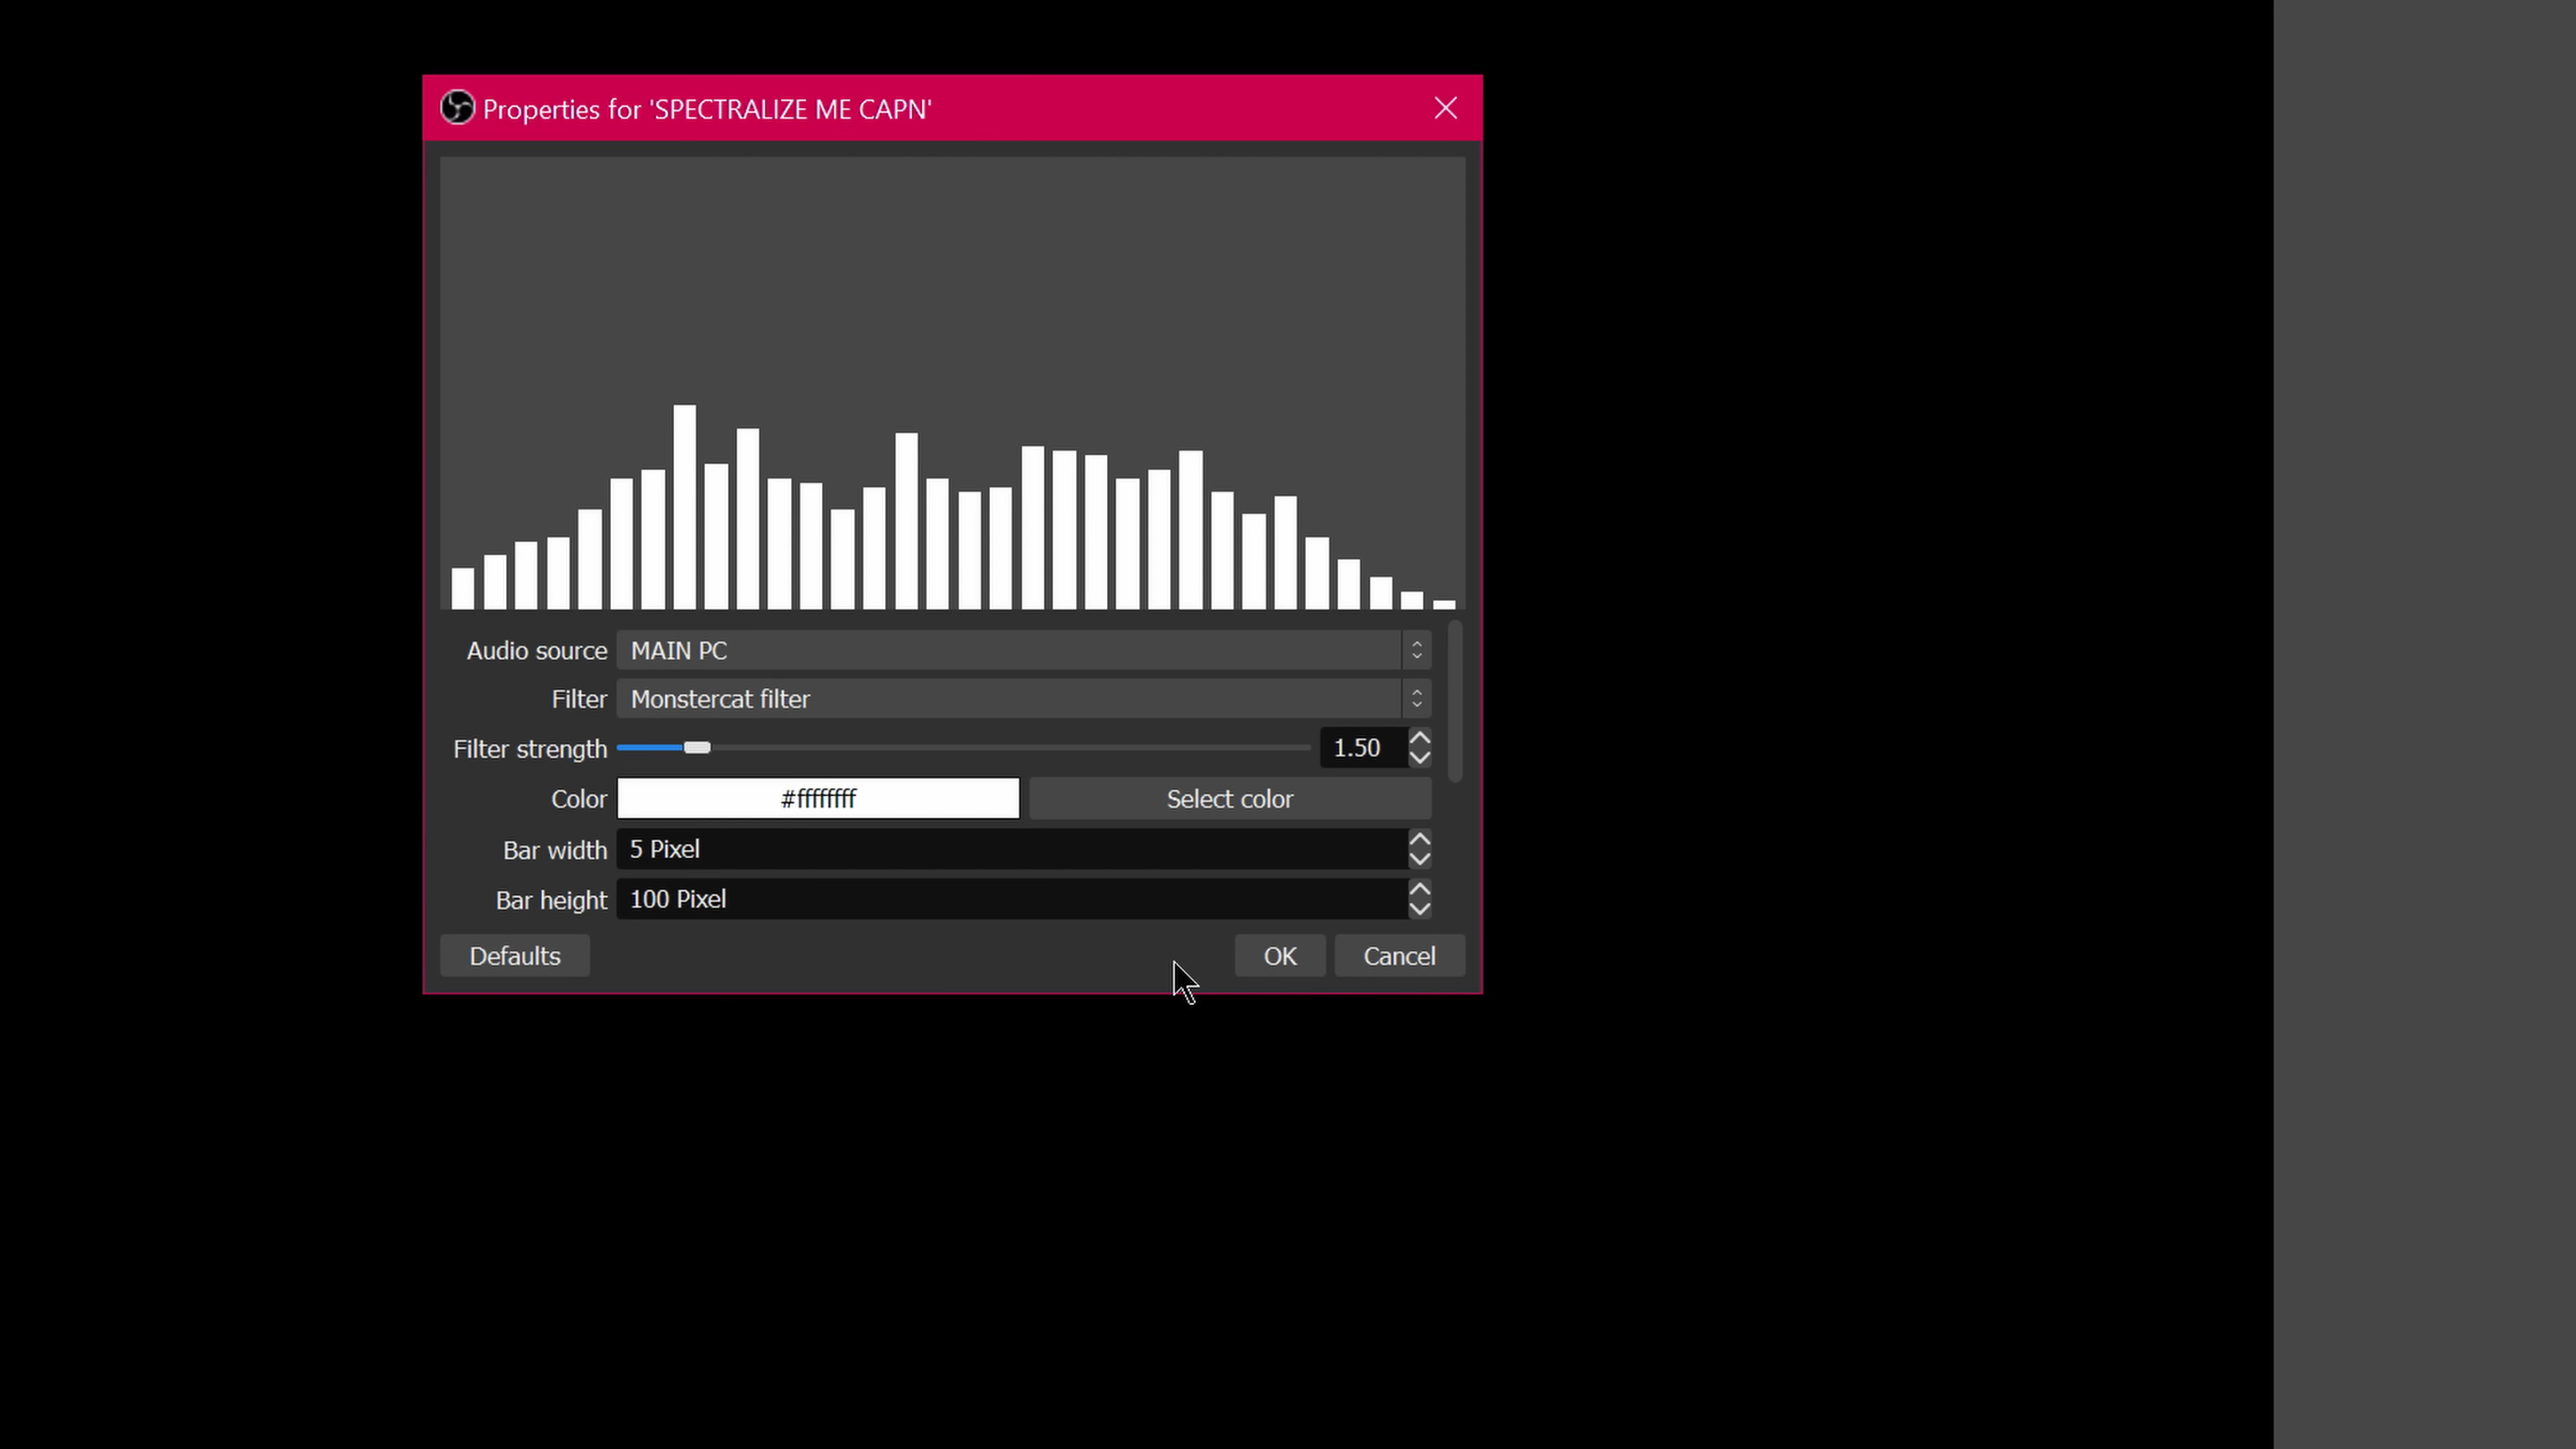 Properties for 'SPECTRALIZE ME CAPN'
Audio source MAIN PC
Filter Monstercat filter
Filter strength 1.50
Color #ffffffff Select color
Bar width 5 Pixel
Bar height 100 Pixel
Defaults OK Cancel